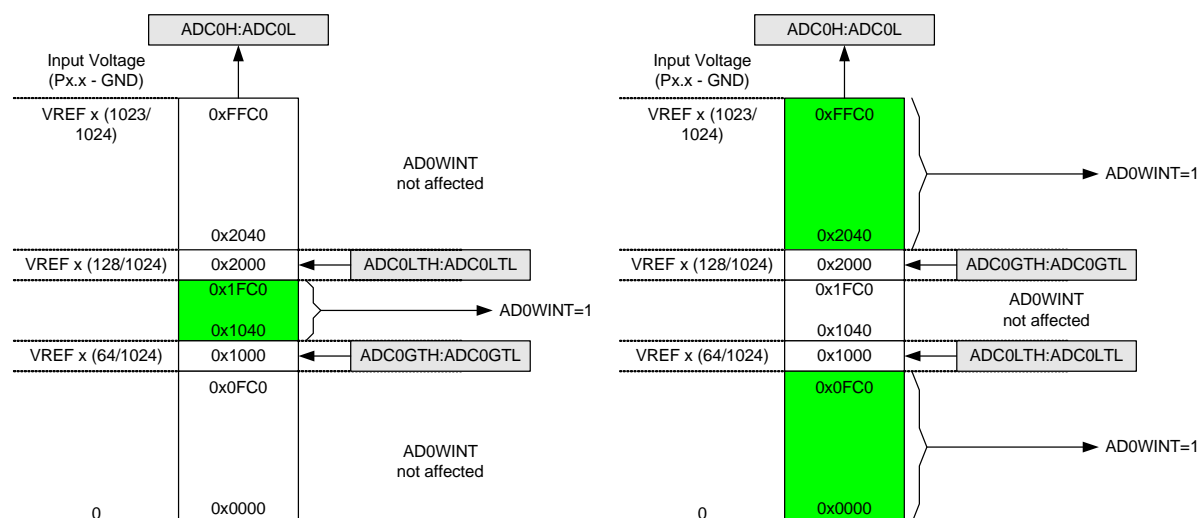 ADC0H:ADC0L
Input Voltage
(Px.x - GND)
VREF x (1023/
1024)
0xFFC0
AD0WINT
not affected
0x2040
VREF x (128/1024)
0x2000
ADC0LTH:ADC0LTL
0x1FC0
AD0WINT=1
0x1040
VREF x (64/1024)
0x1000
ADC0GTH:ADC0GTL
0x0FC0
AD0WINT
not affected
0
0x0000
ADC0H:ADC0L
Input Voltage
(Px.x - GND)
VREF x (1023/
1024)
0xFFC0
AD0WINT=1
0x2040
VREF x (128/1024)
0x2000
ADC0GTH:ADC0GTL
0x1FC0
AD0WINT
not affected
0x1040
VREF x (64/1024)
0x1000
ADC0LTH:ADC0LTL
0x0FC0
AD0WINT=1
0
0x0000